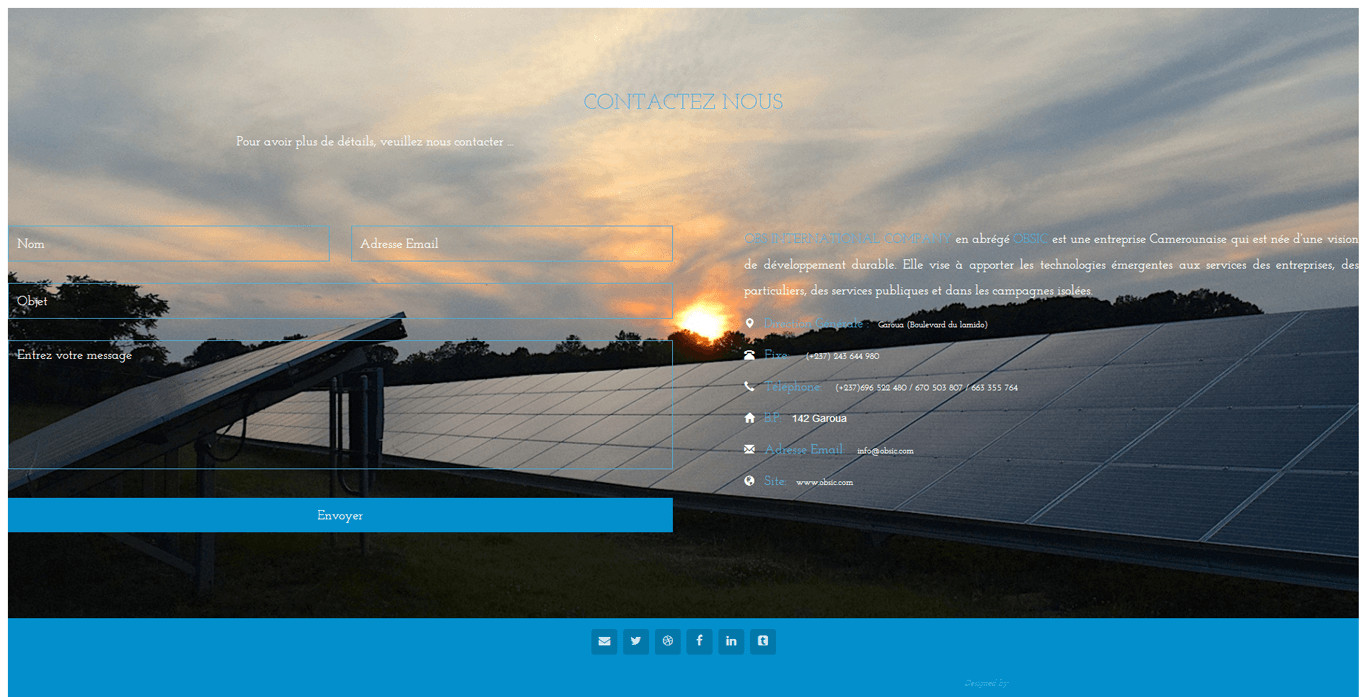 CONTACTEZ NOUS
Pour avoir plus de détails, veuillez nous contacter ...
Nom
Adresse Email
Objet
Entrez votre message
Envoyer
OBS INTERNATIONAL COMPANY en abrégé OBSIC est une entreprise Camerounaise qui est née d'une vision
de développement durable. Elle vise à apporter les technologies émergentes aux services des entreprises, des
particuliers, des services publiques et dans les campagnes isolées.
Direction Générale : Garoua (Boulevard du lamido)
Fixe: (+237) 243 644 980
Téléphone: (+237)696 522 480 / 670 503 807 / 663 355 764
B.P.: 142 Garoua
Adresse Email: info@obsic.com
Site: www.obsic.com
Designed by